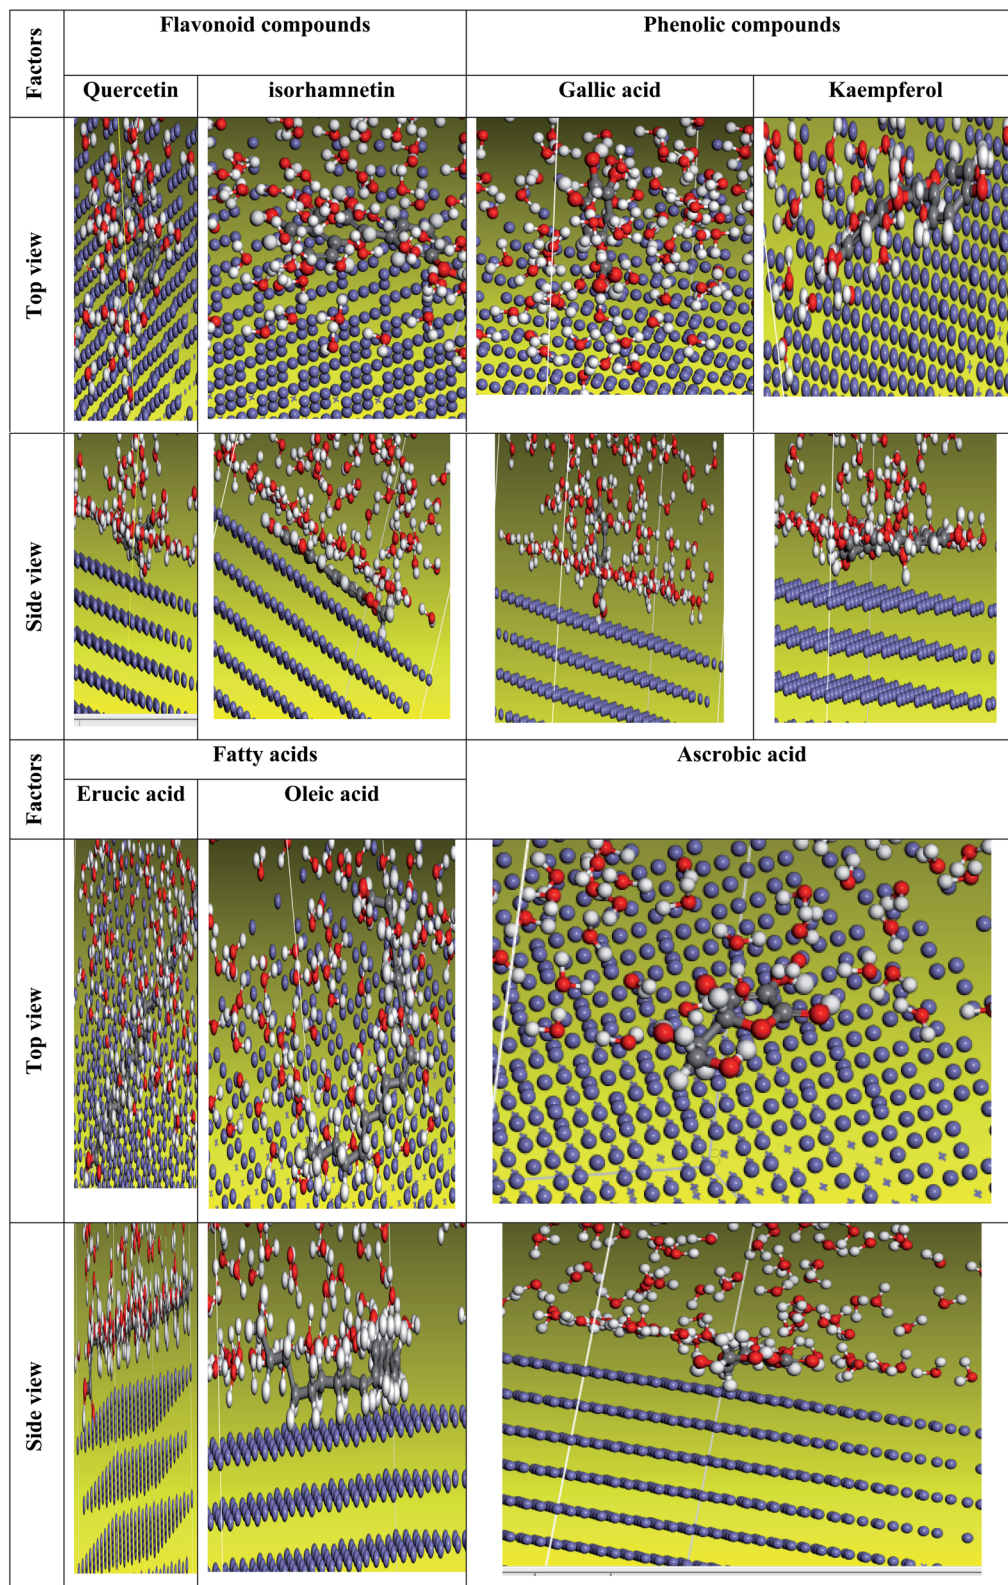 Factors
Flavonoid compounds
Phenolic compounds
Quercetin
isorhamnetin
Gallic acid
Kaempferol
Top view
Side view
Factors
Fatty acids
Ascrobic acid
Erucic acid
Oleic acid
Top view
Side view